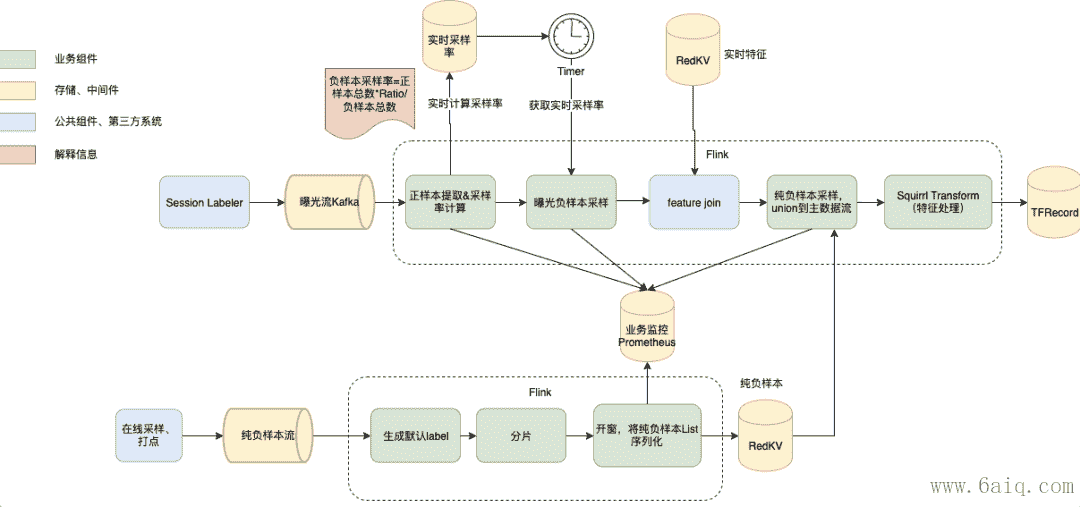 业务组件
存储、中间件
公共组件、第三方系统
解释信息
负样本采样率=正
样本总数*Ratio/
负样本总数
实时采样
率
Timer
实时计算采样率
获取实时采样率
RedKV
实时特征
Flink
Session Labeler
曝光流Kafka
正样本提取&采样
率计算
曝光负样本采样
feature join
纯负样本采样，
union到主数据流
Squirrl Transform
（特征处理）
TFRecord
业务监控
Prometheus
Flink
在线采样、
打点
纯负样本流
生成默认label
分片
开窗，将纯负样本List
序列化
纯负样本
RedKV
www.6aiq.com